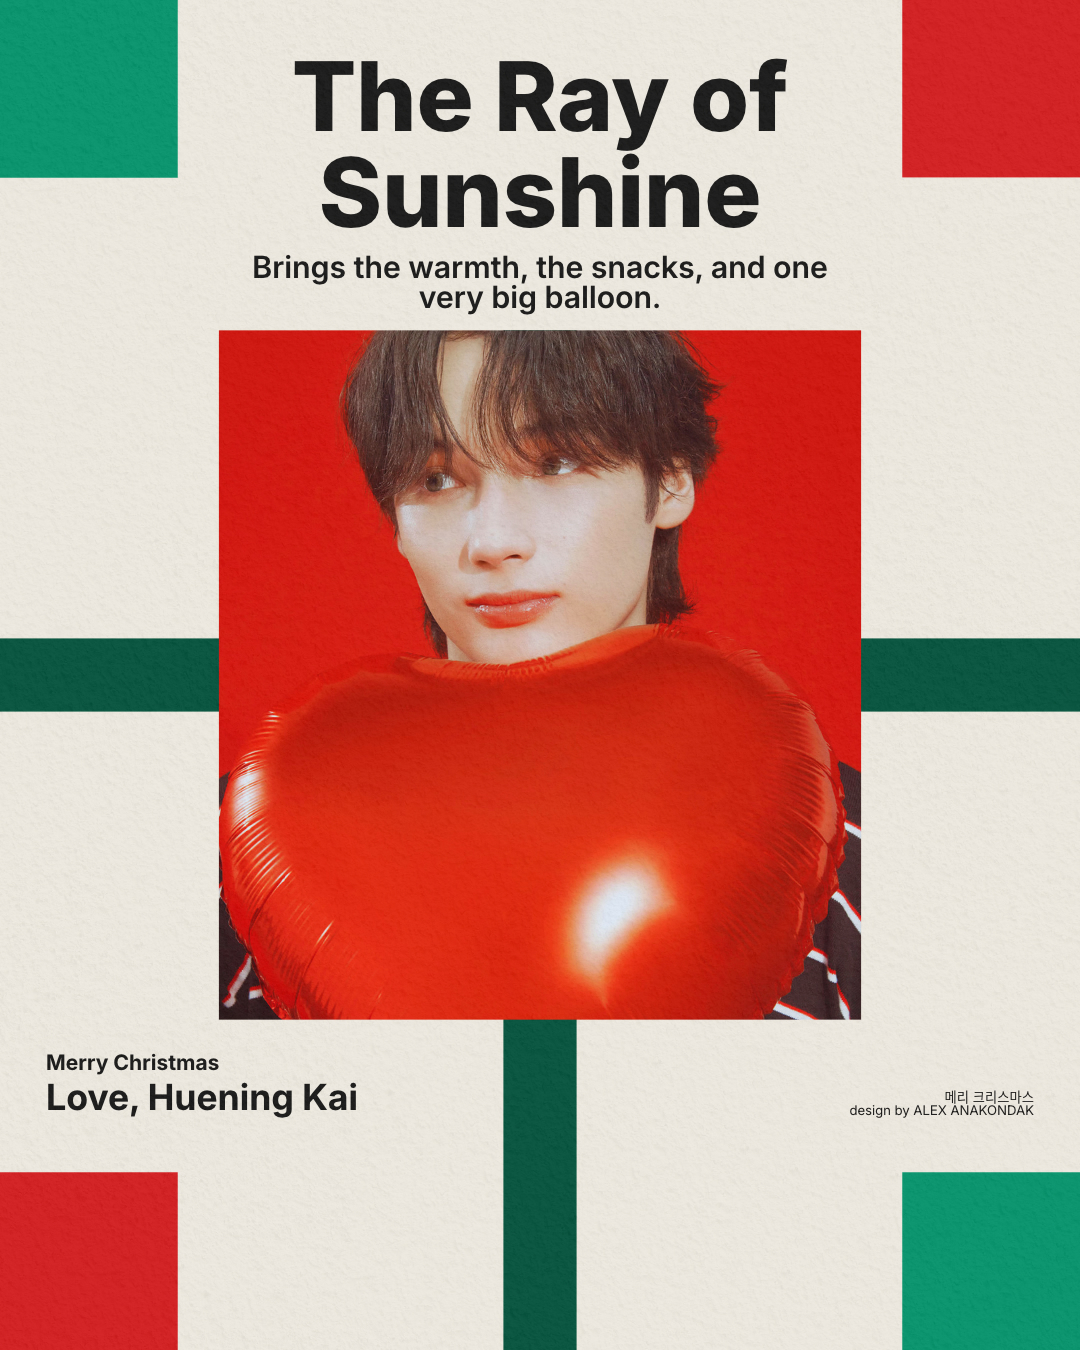 The Ray of
Sunshine
Brings the warmth, the snacks, and one
very big balloon.
Merry Christmas
Love, Huening Kai
메리 크리스마스
design by ALEX ANAKONDAK